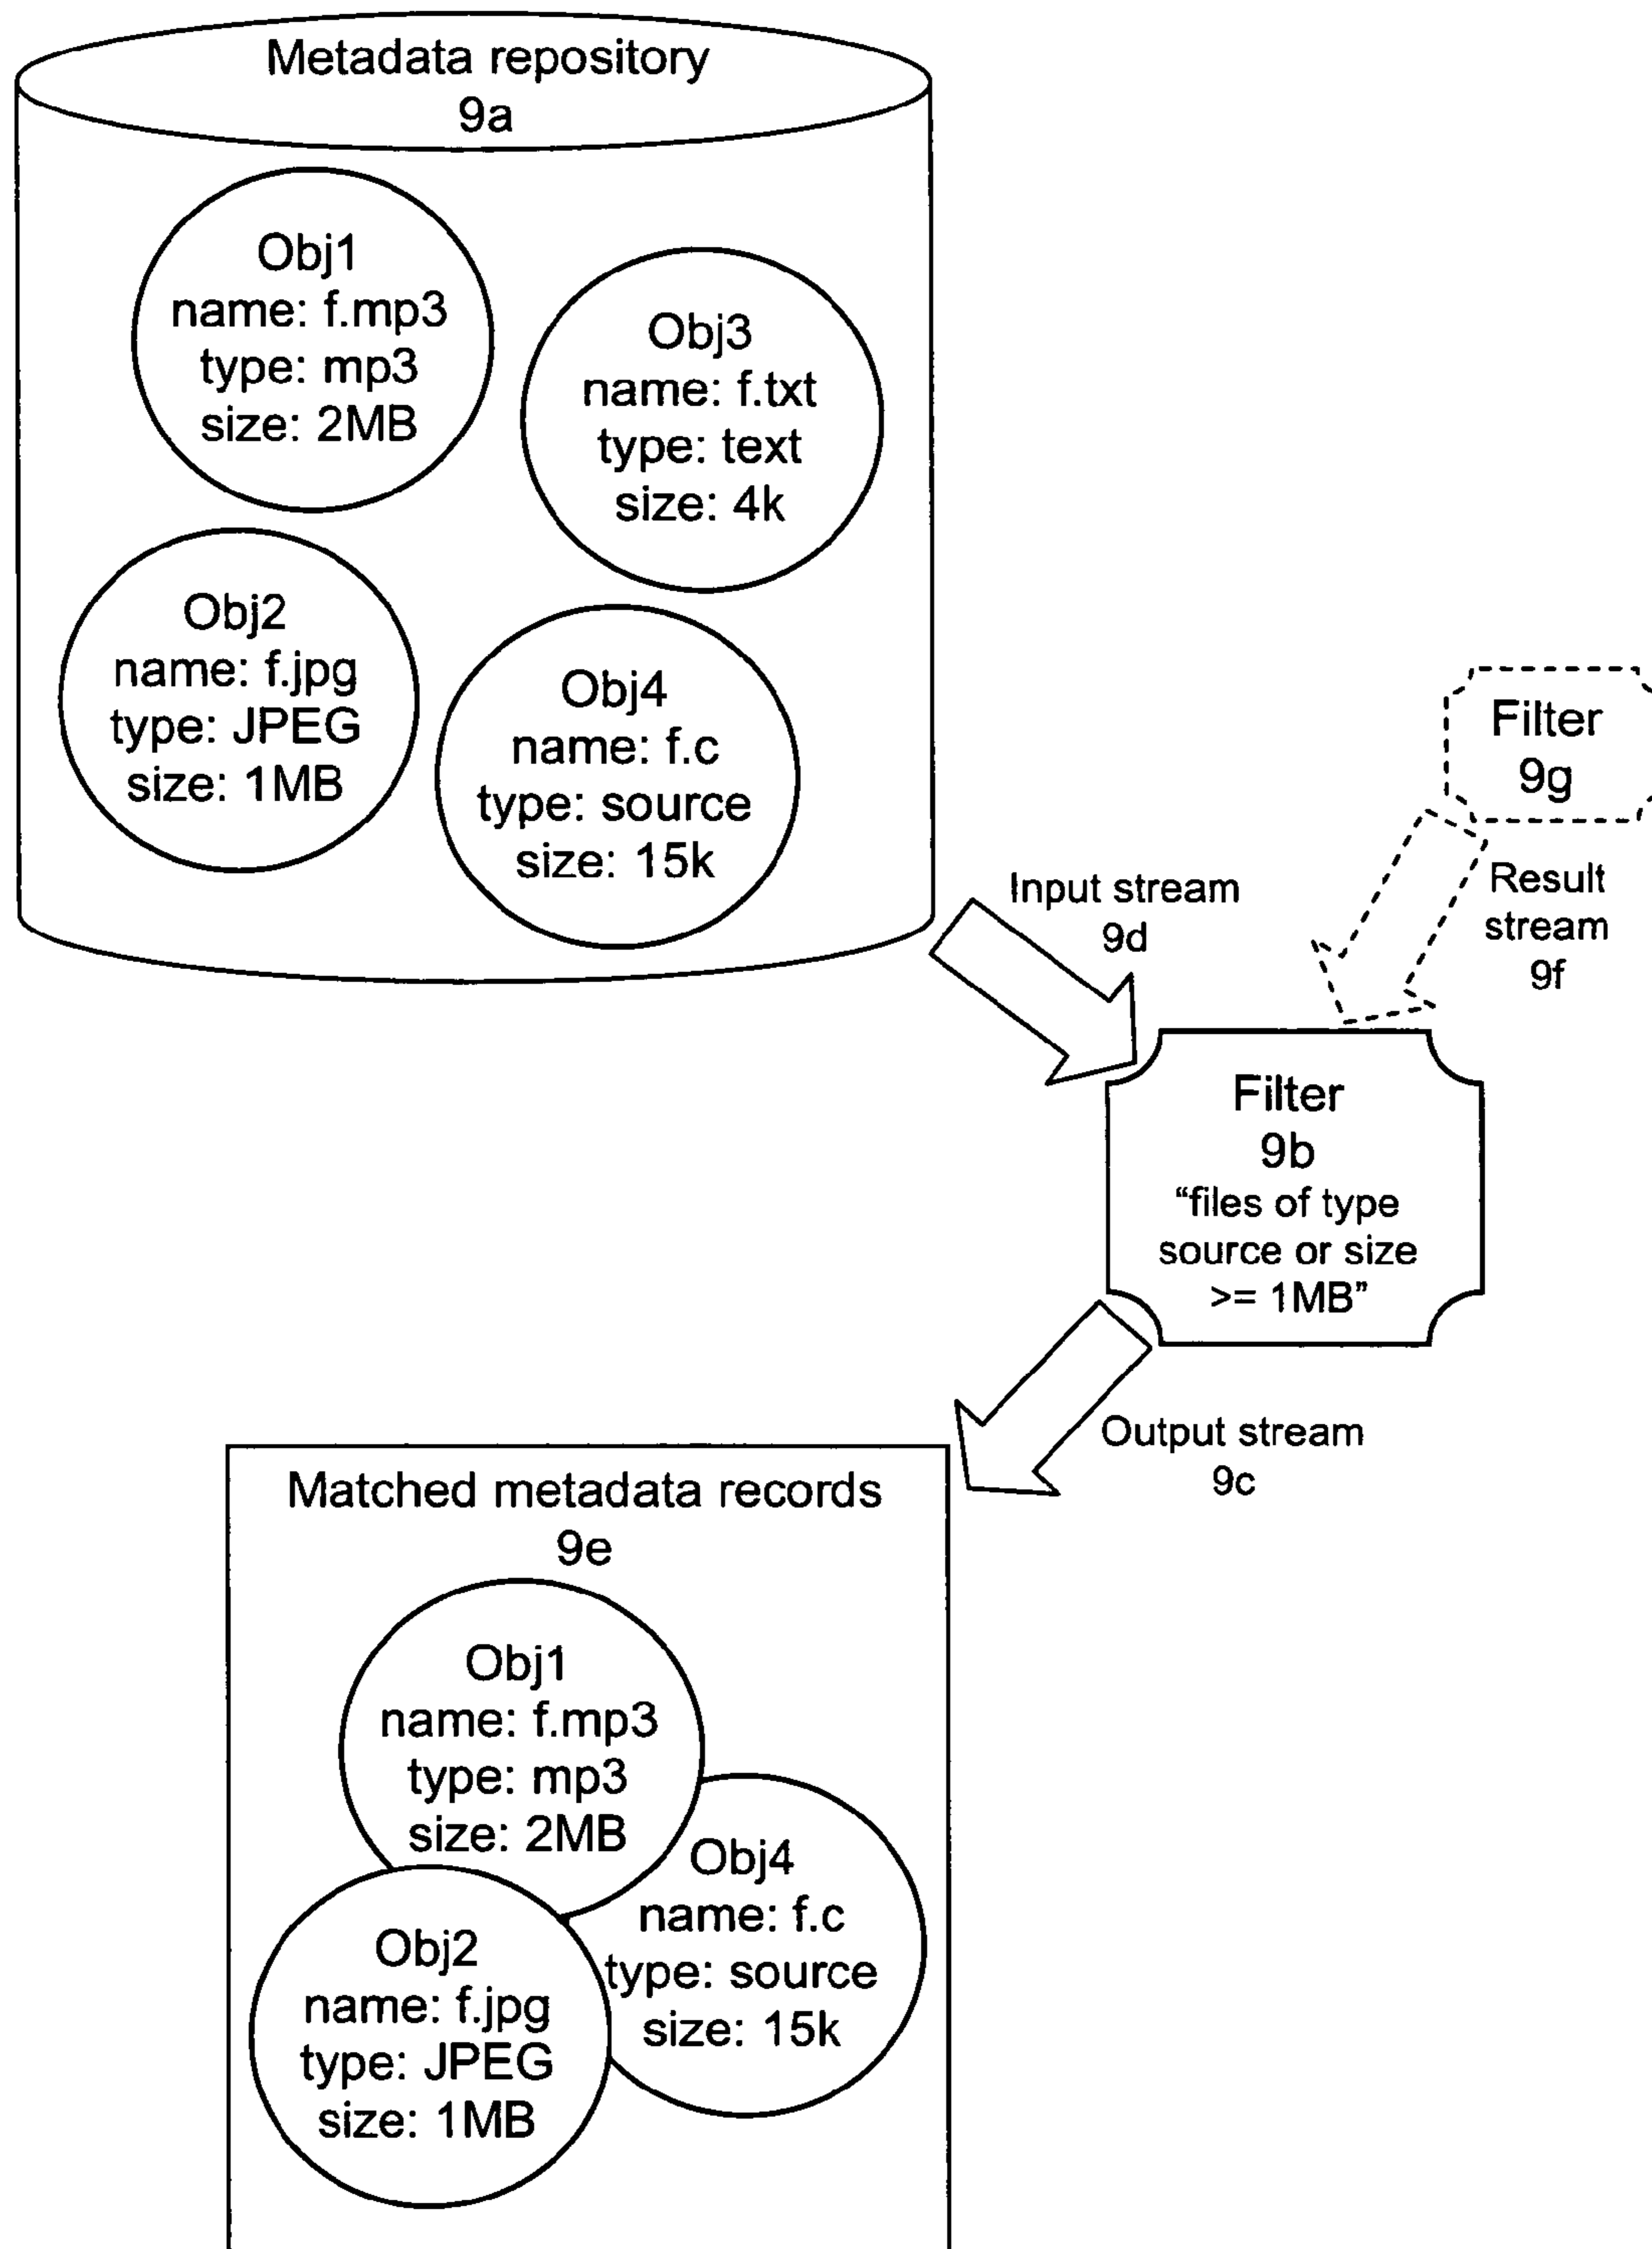 Metadata repository
9a
Obj1
name: f.mp3
type: mp3
size: 2MB
Obj3
name: f.txt
type: text
size: 4k
Obj2
name: f.jpg
type: JPEG
size: 1MB
Obj4
name: f.c
type: source
size: 15k
Filter
9g
Input stream
9d
Result
stream
9f
Filter
9b
“files of type
source or size
>= 1MB”
Output stream
9c
Matched metadata records
9e
Obj1
name: f.mp3
type: mp3
size: 2MB
Obj4
name: f.c
type: source
size: 15k
Obj2
name: f.jpg
type: JPEG
size: 1MB